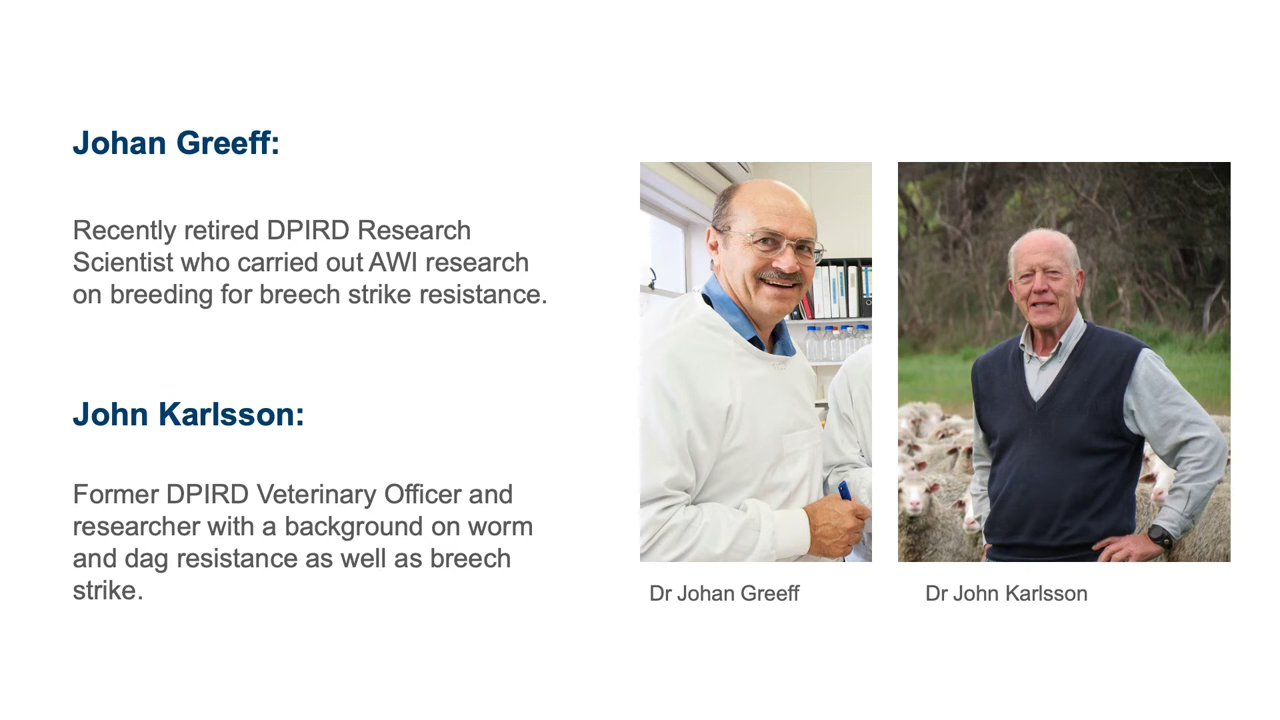 Johan Greeff:
Recently retired DPIRD Research
Scientist who carried out AWI research
on breeding for breech strike resistance.
John Karlsson:
Former DPIRD Veterinary Officer and
researcher with a background on worm
and dag resistance as well as breech
strike.
Dr Johan Greeff
Dr John Karlsson